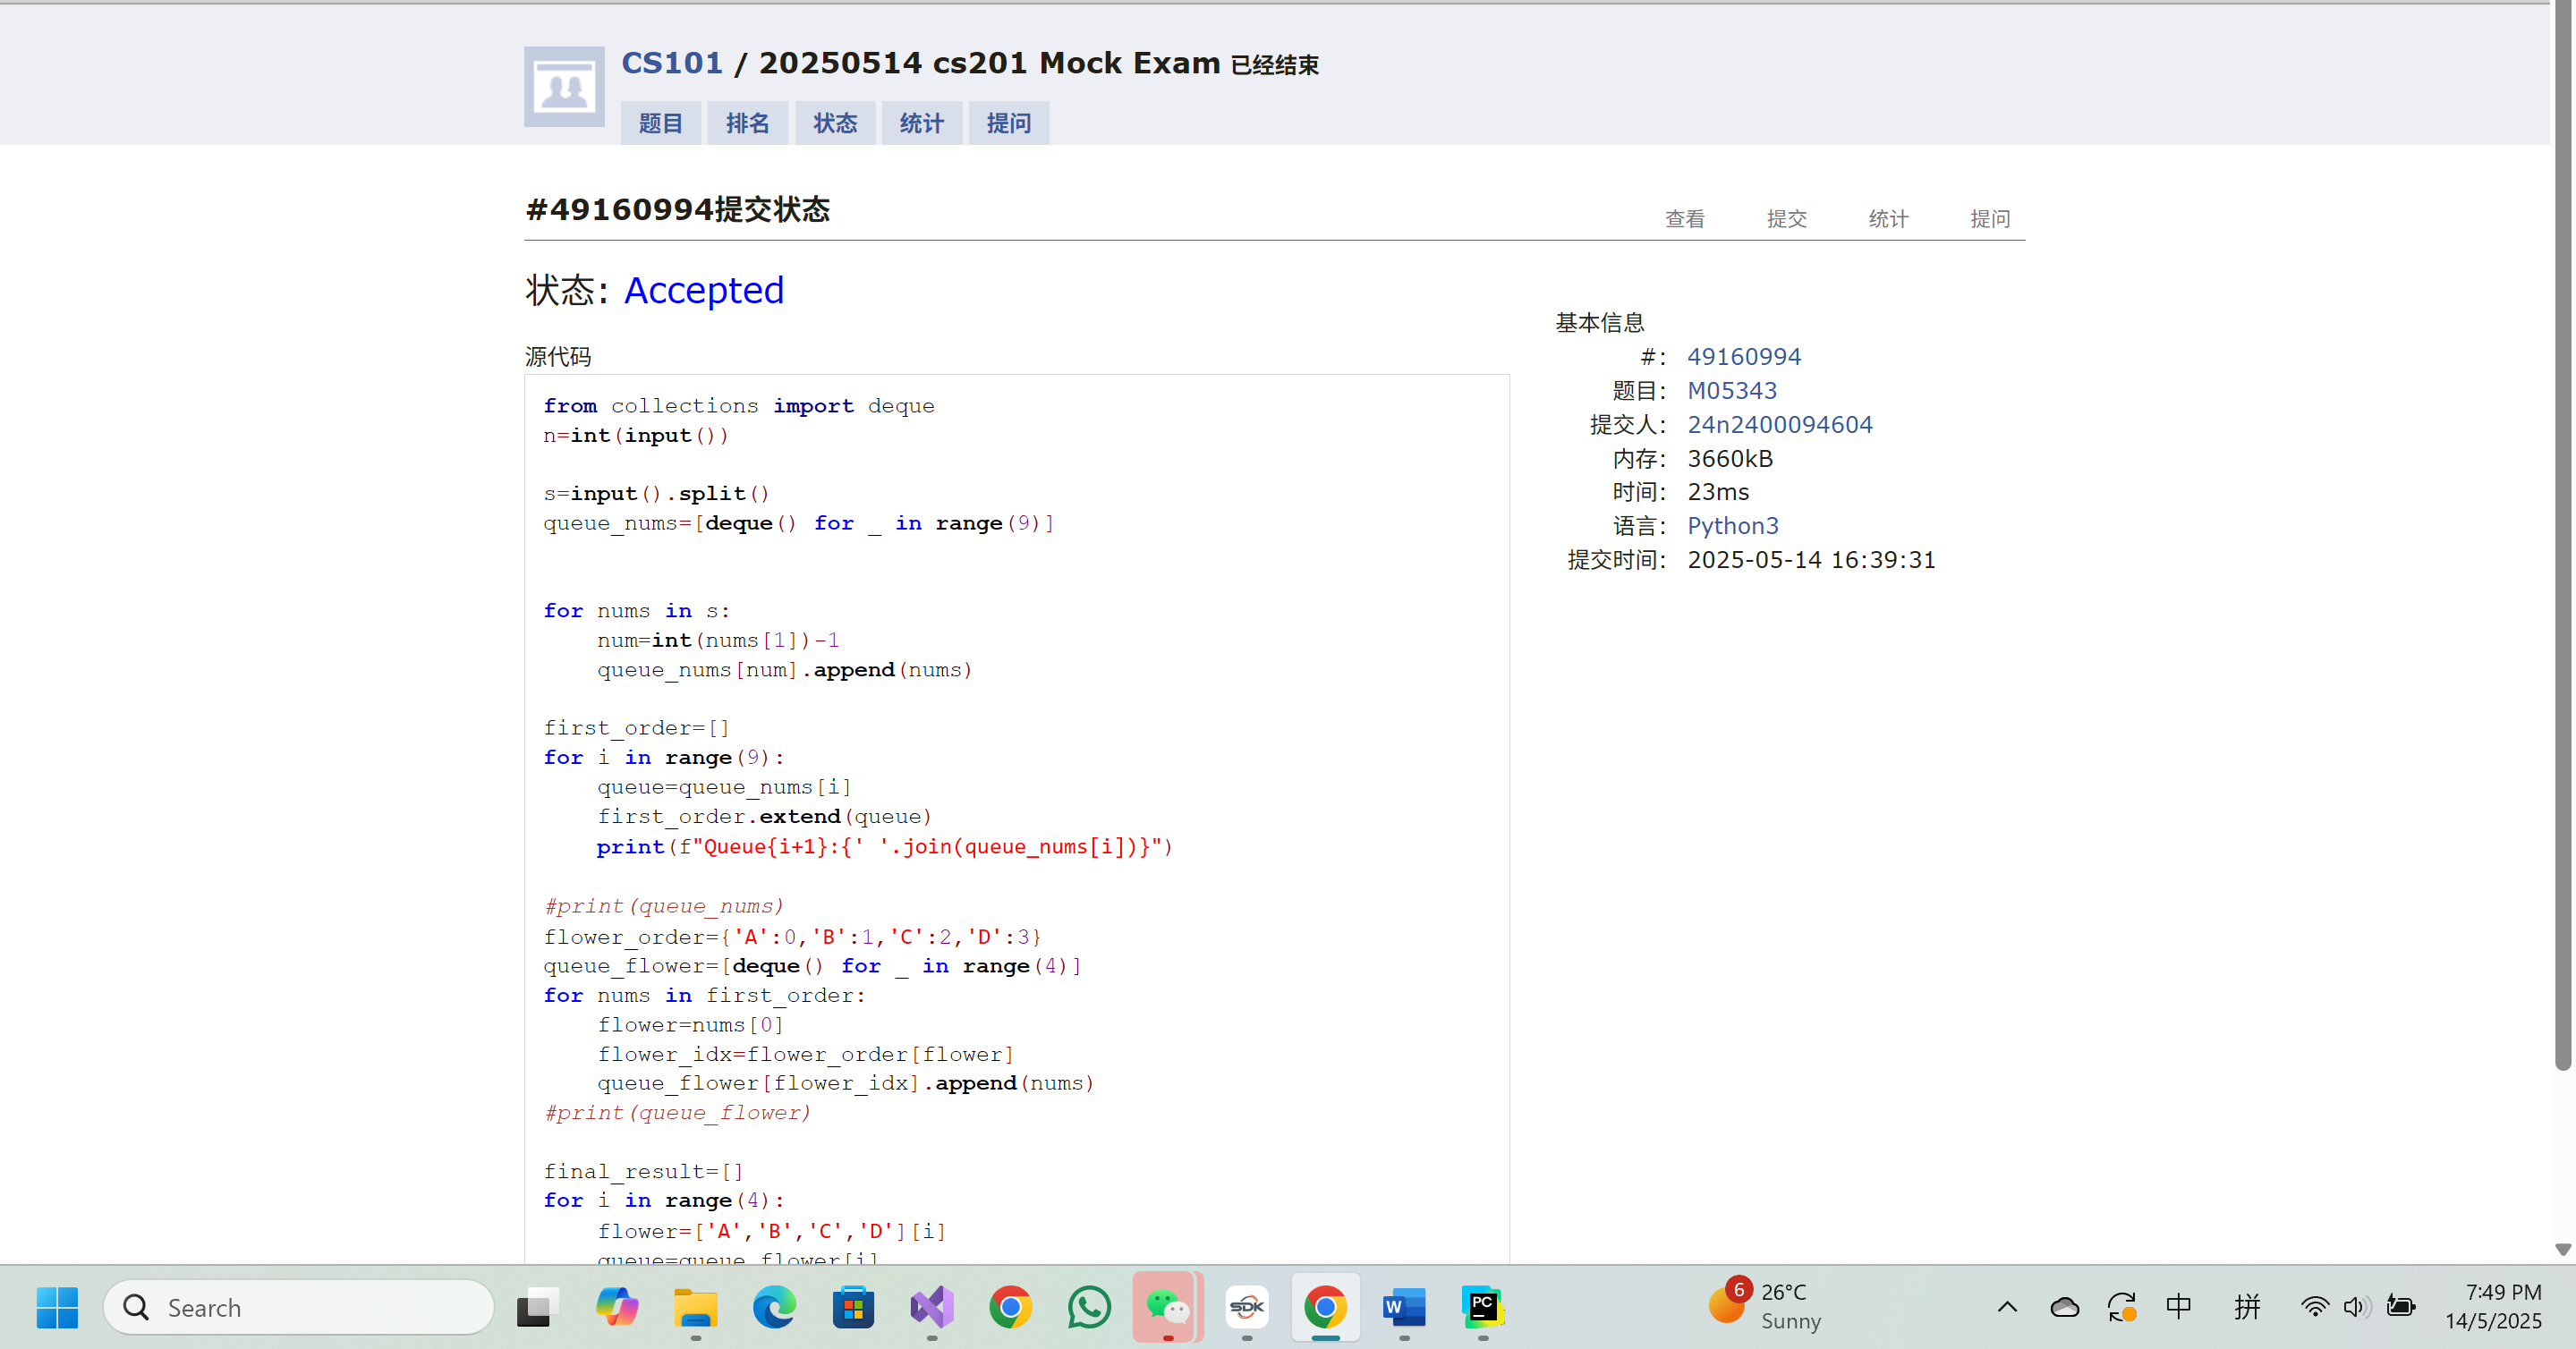 CS101 / 20250514 cs201 Mock Exam 已经结束
题目 排名 状态 统计 提问
#49160994提交状态
查看 提交 统计 提问
状态: Accepted
源代码
from collections import deque
n=int(input())
s=input().split()
queue_nums=[deque() for _ in range(9)]
for nums in s:
    num=int(nums[1])-1
    queue_nums[num].append(nums)
first_order=[]
for i in range(9):
    queue=queue_nums[i]
    first_order.extend(queue)
    print(f"Queue{i+1}:{' '.join(queue_nums[i])}")
#print(queue_nums)
flower_order={'A':0,'B':1,'C':2,'D':3}
queue_flower=[deque() for _ in range(4)]
for nums in first_order:
    flower=nums[0]
    flower_idx=flower_order[flower]
    queue_flower[flower_idx].append(nums)
#print(queue_flower)
final_result=[]
for i in range(4):
    flower=['A','B','C','D'][i]
    queue=queue_flower[i]
基本信息
#: 49160994
题目: M05343
提交人: 24n2400094604
内存: 3660kB
时间: 23ms
语言: Python3
提交时间: 2025-05-14 16:39:31
Search
SDK
W
PC
6
26°C
Sunny
中
拼
7:49 PM
14/5/2025